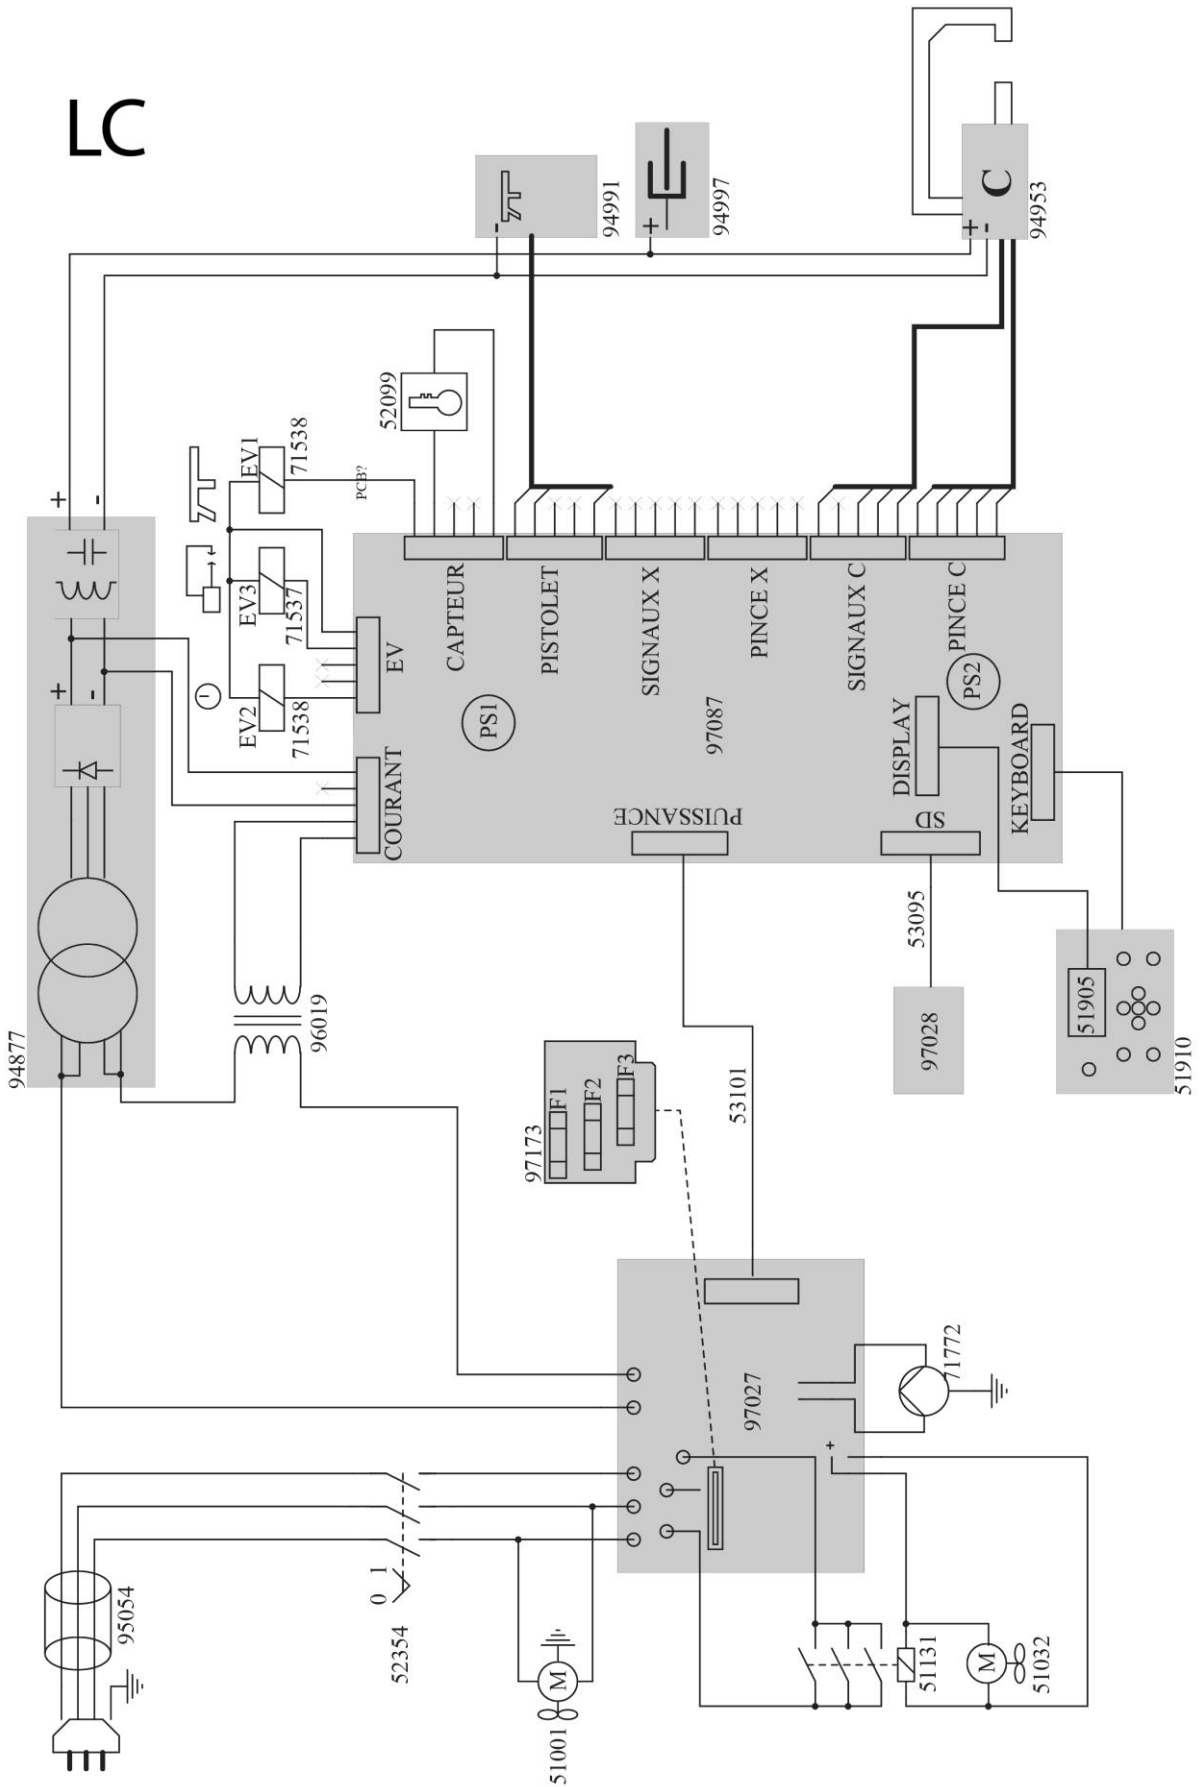 LC
94877
+
-
+
-
95054
0 1
52354
51001
M
96019
EV2
71538
EV3
71537
EV1
71538
PCB?
52099
-
94991
+
94997
+
-
C
94953
COURANT
EV
CAPTEUR
PISTOLET
SIGNAUX X
PINCE X
SIGNAUX C
PINCE C
PS1
PS2
97087
PUISSANCE
DISPLAY
SD
KEYBOARD
53101
53095
97028
51905
51910
97173
F1
F2
F3
97027
+
71772
51131
M
51032